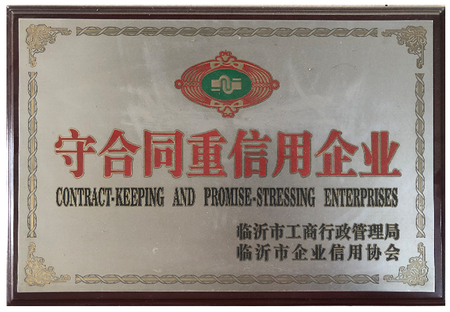 守合同重信用企业
CONTRACT-KEEPING AND PROMISE-STRESSING ENTERPRISES
临沂市工商行政管理局
临沂市企业信用协会